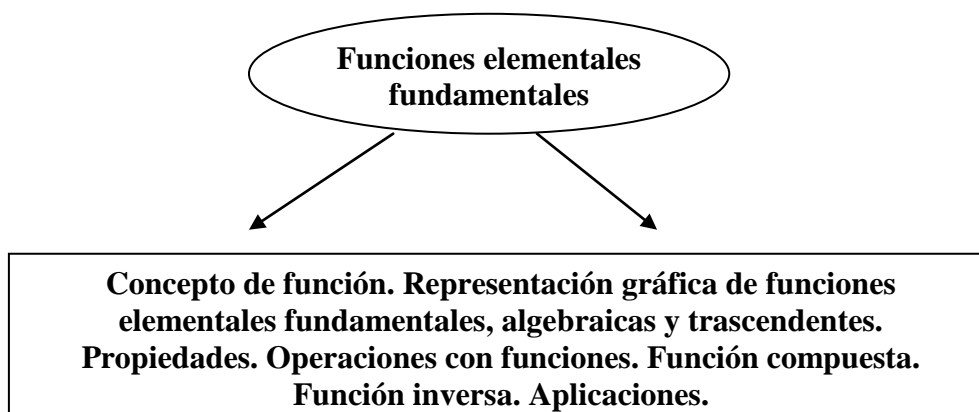 Funciones elementales
fundamentales
Concepto de función. Representación gráfica de funciones
elementales fundamentales, algebraicas y trascendentes.
Propiedades. Operaciones con funciones. Función compuesta.
Función inversa. Aplicaciones.